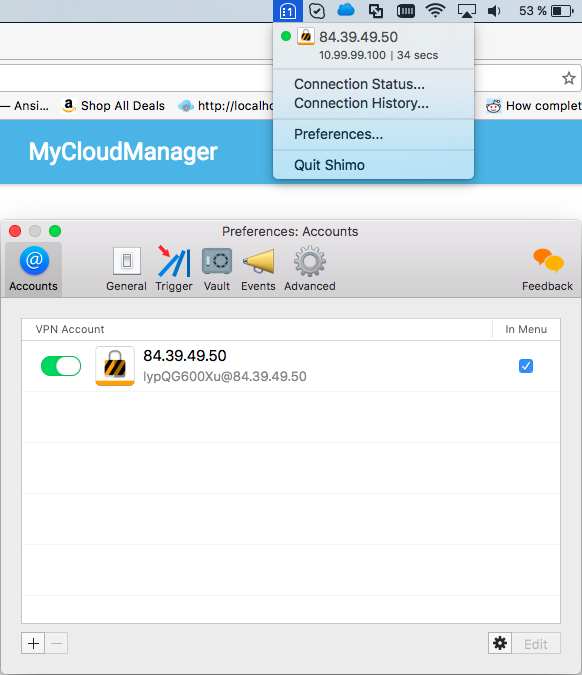 1
53 %
84.39.49.50
10.99.99.100 | 34 secs
Connection Status...
Connection History...
Preferences...
Quit Shimo
— Ansi...
a Shop All Deals
http://localho
How complet
MyCloudManager
Preferences: Accounts
@
Accounts
General
Trigger
Vault
Events
Advanced
Feedback
VPN Account
In Menu
84.39.49.50
lypQG600Xu@84.39.49.50
Edit